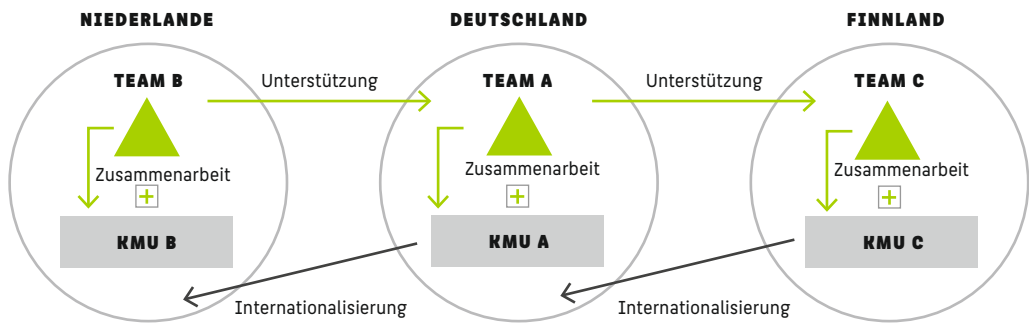 NIEDERLANDE
DEUTSCHLAND
FINNLAND
TEAM B
Unterstützung
TEAM A
Unterstützung
TEAM C
Zusammenarbeit
Zusammenarbeit
Zusammenarbeit
KMU B
KMU A
KMU C
Internationalisierung
Internationalisierung